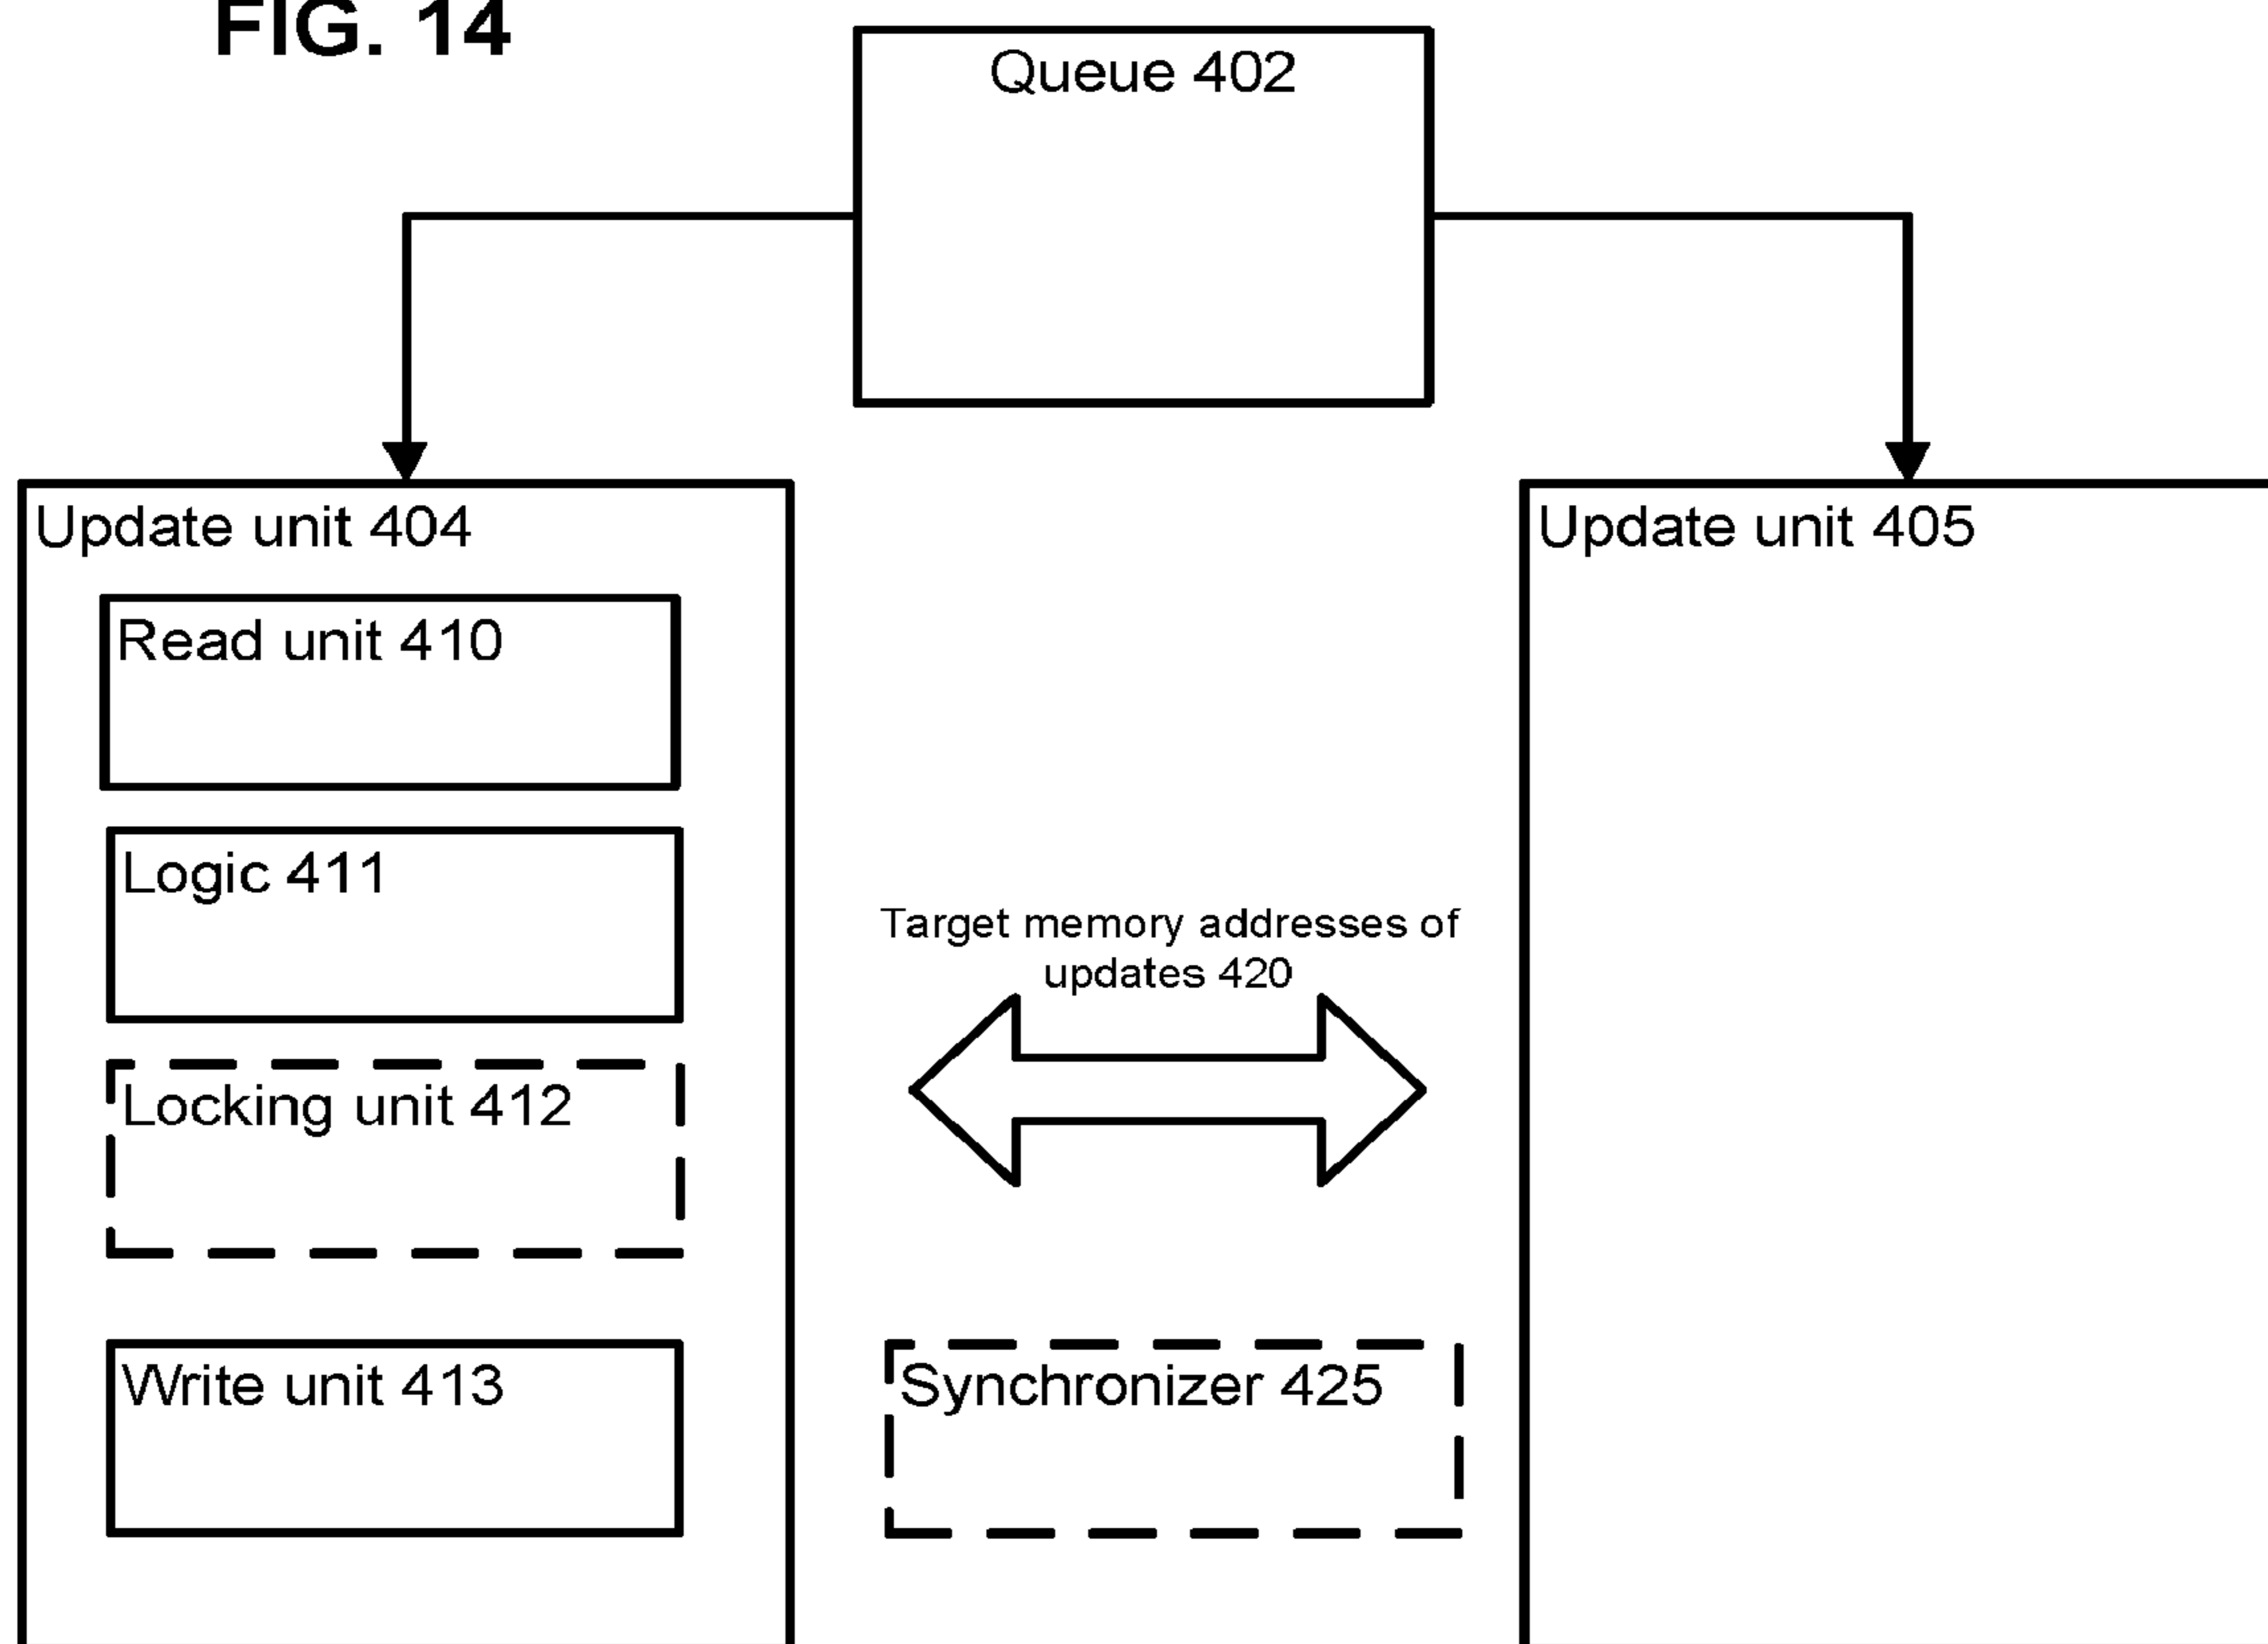 FIG. 14
Queue 402
Update unit 404
Update unit 405
Read unit 410
Logic 411
Target memory addresses of
updates 420
Locking unit 412
Write unit 413
Synchronizer 425